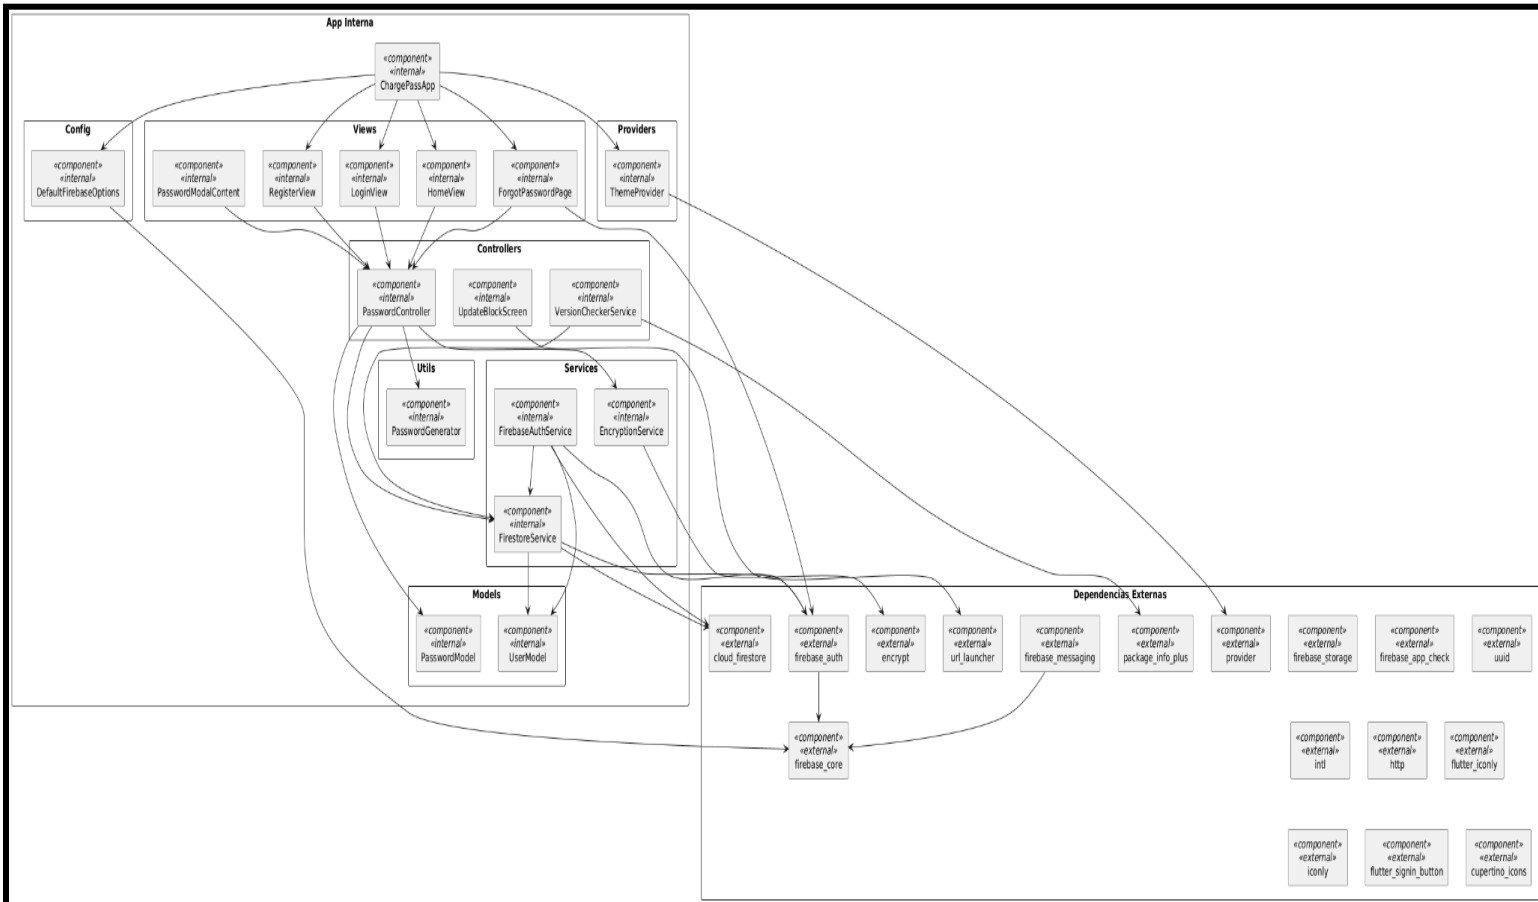 App Interna
«component»
«internal»
ChargePassApp
Config
Views
Providers
«component»
«internal»
DefaultFirebaseOptions
«component»
«internal»
PasswordModalContent
«component»
«internal»
RegisterView
«component»
«internal»
LoginView
«component»
«internal»
HomeView
«component»
«internal»
ForgotPasswordPage
«component»
«internal»
ThemeProvider
Controllers
«component»
«internal»
PasswordController
«component»
«internal»
UpdateBlockScreen
«component»
«internal»
VersionCheckerService
Utils
Services
«component»
«internal»
PasswordGenerator
«component»
«internal»
FirebaseAuthService
«component»
«internal»
EncryptionService
«component»
«internal»
FirestoreService
Models
«component»
«internal»
PasswordModel
«component»
«internal»
UserModel
Dependencias Externas
«component»
«external»
cloud_firestore
«component»
«external»
firebase_auth
«component»
«external»
encrypt
«component»
«external»
url_launcher
«component»
«external»
firebase_messaging
«component»
«external»
package_info_plus
«component»
«external»
provider
«component»
«external»
firebase_storage
«component»
«external»
firebase_app_check
«component»
«external»
uuid
«component»
«external»
firebase_core
«component»
«external»
intl
«component»
«external»
http
«component»
«external»
flutter_iconly
«component»
«external»
iconly
«component»
«external»
flutter_signin_button
«component»
«external»
cupertino_icons